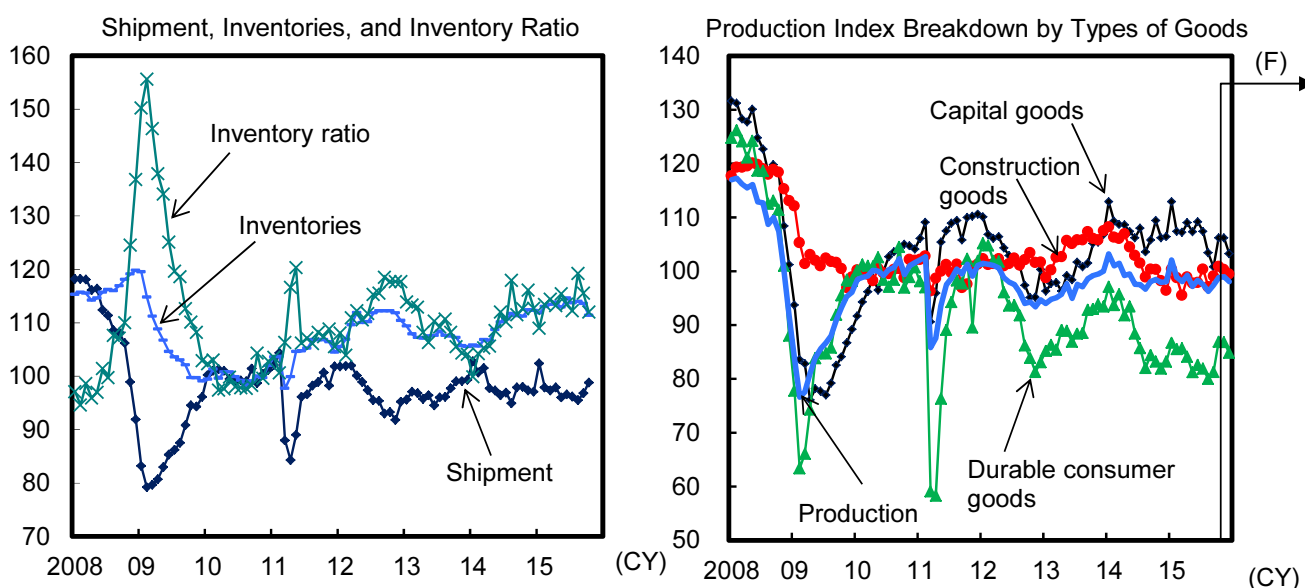 Shipment, Inventories, and Inventory Ratio
160
150
140
130
120
110
100
90
80
70
Inventory ratio
Inventories
Shipment
2008 09 10 11 12 13 14 15 (CY)
Production Index Breakdown by Types of Goods
140
130
120
110
100
90
80
70
60
50
(F)
Capital goods
Construction
goods
Durable consumer
goods
Production
2008 09 10 11 12 13 14 15 (CY)